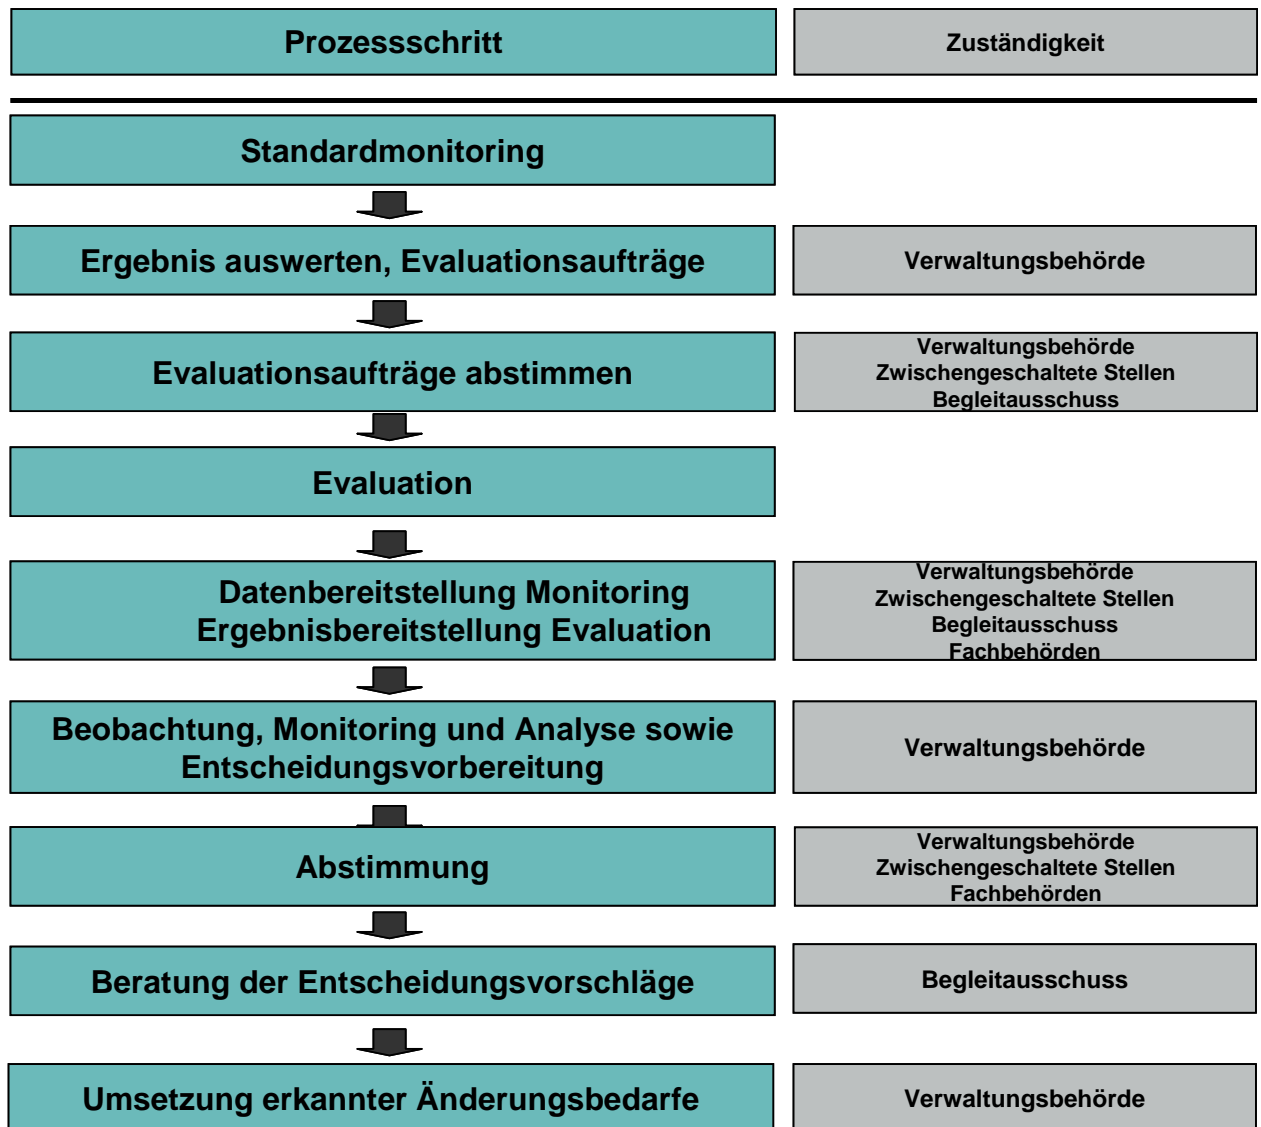 Prozessschritt
Zuständigkeit
Standardmonitoring
Ergebnis auswerten, Evaluationsaufträge
Verwaltungsbehörde
Evaluationsaufträge abstimmen
Verwaltungsbehörde
Zwischengeschaltete Stellen
Begleitausschuss
Evaluation
Datenbereitstellung Monitoring
Ergebnisbereitstellung Evaluation
Verwaltungsbehörde
Zwischengeschaltete Stellen
Begleitausschuss
Fachbehörden
Beobachtung, Monitoring und Analyse sowie
Entscheidungsvorbereitung
Verwaltungsbehörde
Abstimmung
Verwaltungsbehörde
Zwischengeschaltete Stellen
Fachbehörden
Beratung der Entscheidungsvorschläge
Begleitausschuss
Umsetzung erkannter Änderungsbedarfe
Verwaltungsbehörde